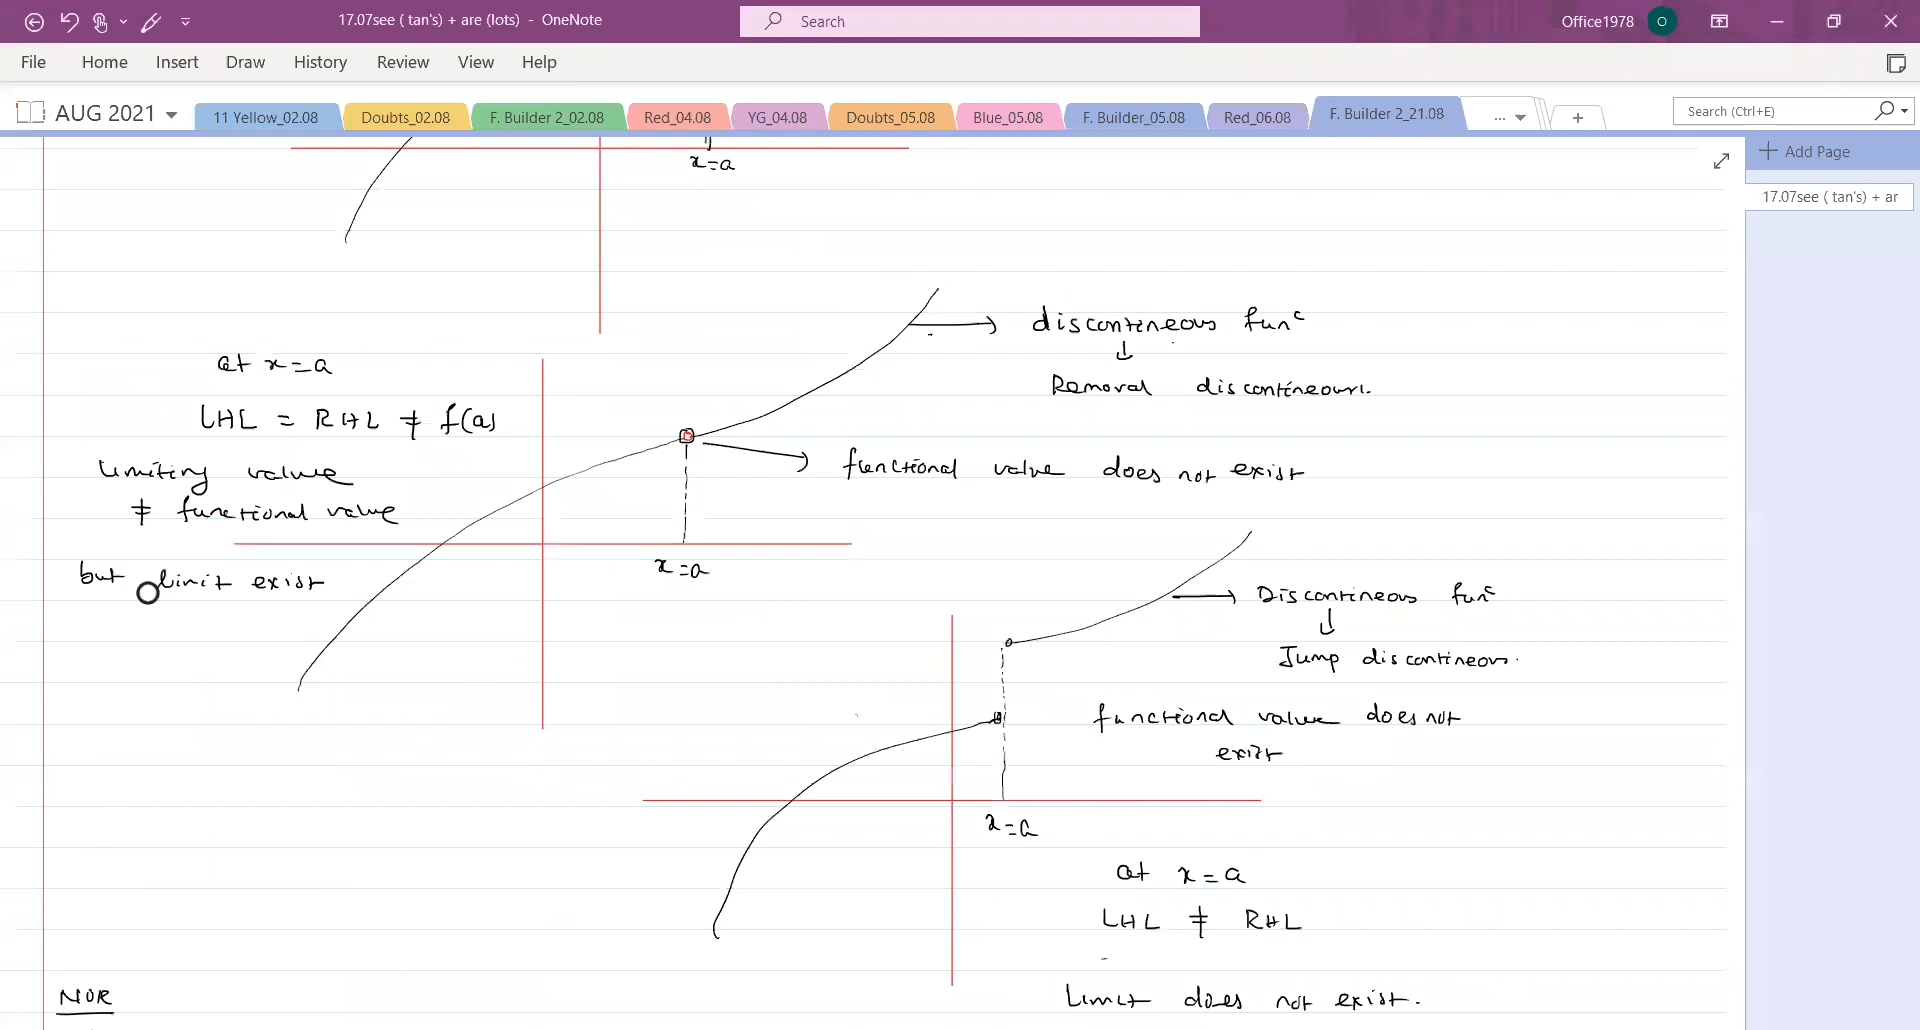 17.07see ( tan's) + are (lots) - OneNote
Search
Office1978
O
File Home Insert Draw History Review View Help
AUG 2021
11 Yellow_02.08 Doubts_02.08 F. Builder 2_02.08 Red_04.08 YG_04.08 Doubts_05.08 Blue_05.08 F. Builder_05.08 Red_06.08 F. Builder 2_21.08 ...
Search (Ctrl+E)
Add Page
17.07see ( tan's) + ar
x=a
discontineous func
↓
Removal discontineous.
at x=a
LHL = RHL ≠ f(a)
limiting value
≠ functional value
but limit exist
functional value does not exist
x=a
Discontineous func
↓
Jump discontineous.
functional value does not
exist
x=a
at x=a
LHL ≠ RHL
Limit does not exist.